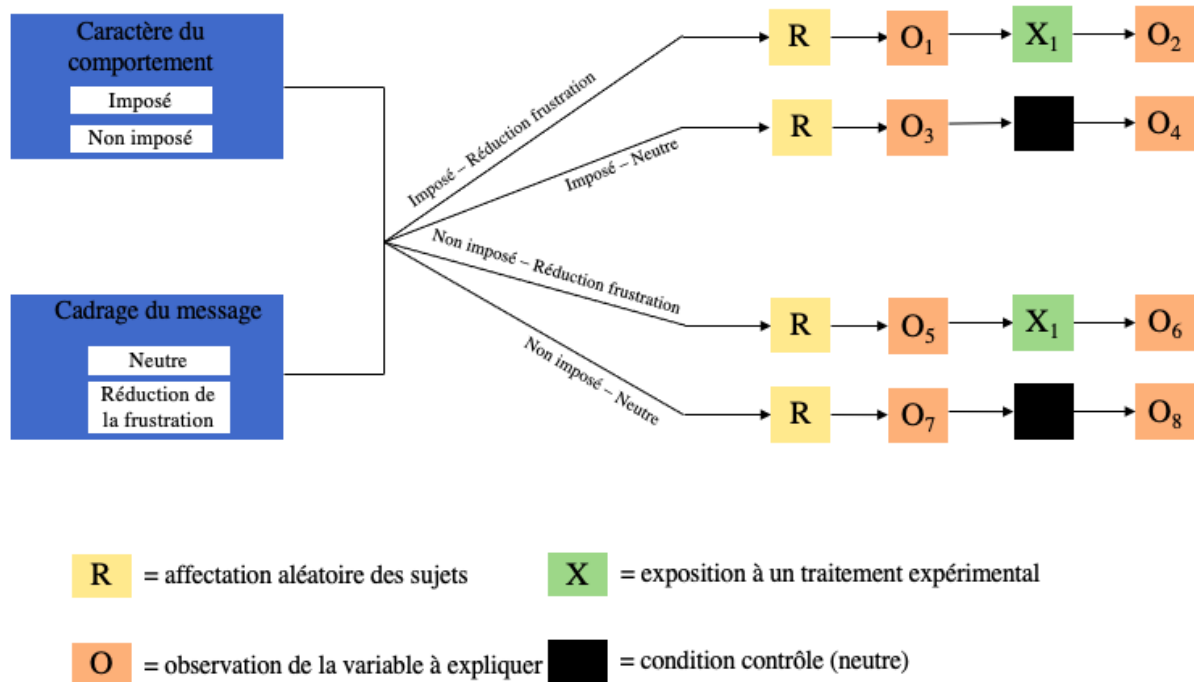 Caractère du
comportement
Imposé
Non imposé
Cadrage du message
Neutre
Réduction de
la frustration
Imposé – Réduction frustration
Imposé – Neutre
Non imposé – Réduction frustration
Non imposé – Neutre
R O₁ X₁ O₂
R O₃ O₄
R O₅ X₁ O₆
R O₇ O₈
R = affectation aléatoire des sujets
X = exposition à un traitement expérimental
O = observation de la variable à expliquer
= condition contrôle (neutre)